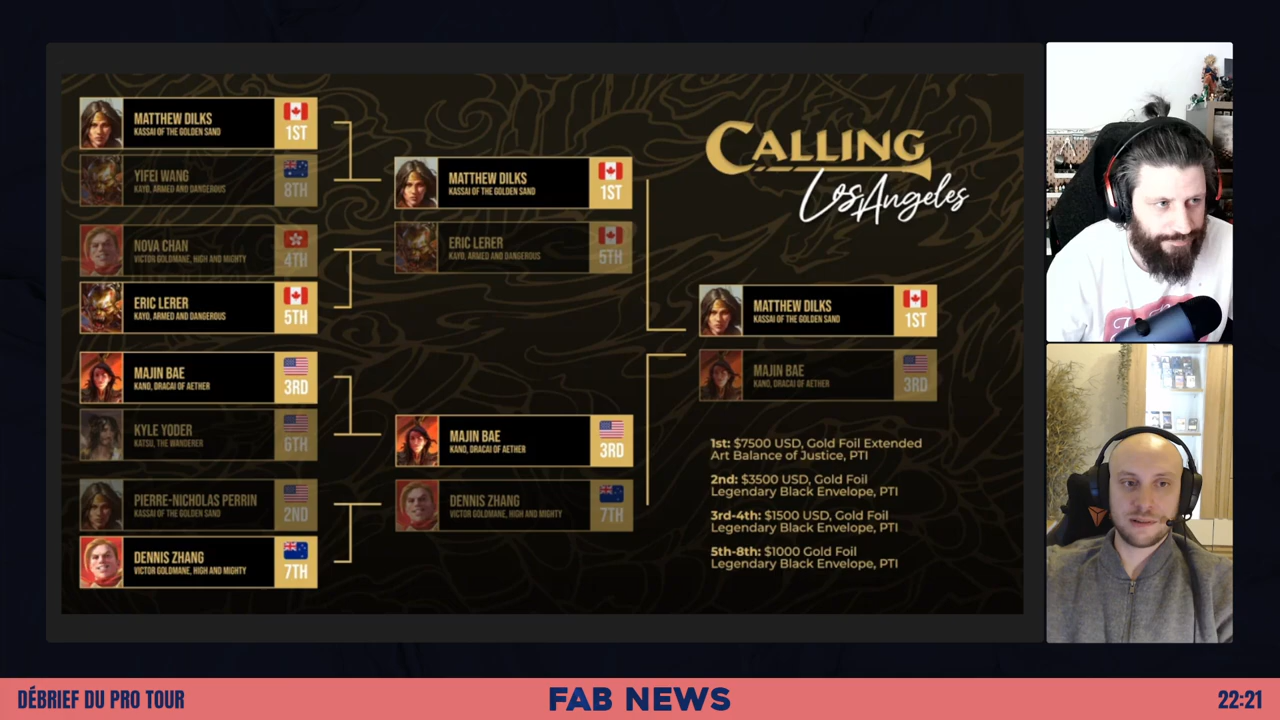 MATTHEW DILKS
KASSAI OF THE GOLDEN SAND
1ST
YIFEI WANG
KAYO, ARMED AND DANGEROUS
8TH
NOVA CHAN
VICTOR GOLDMANE, HIGH AND MIGHTY
4TH
ERIC LERER
KAYO, ARMED AND DANGEROUS
5TH
MAJIN BAE
KANO, DRACAI OF AETHER
3RD
KYLE YODER
KATSU, THE WANDERER
6TH
PIERRE-NICHOLAS PERRIN
KASSAI OF THE GOLDEN SAND
2ND
DENNIS ZHANG
VICTOR GOLDMANE, HIGH AND MIGHTY
7TH
MATTHEW DILKS
KASSAI OF THE GOLDEN SAND
1ST
ERIC LERER
KAYO, ARMED AND DANGEROUS
5TH
MAJIN BAE
KANO, DRACAI OF AETHER
3RD
DENNIS ZHANG
VICTOR GOLDMANE, HIGH AND MIGHTY
7TH
CALLING
Los Angeles
MATTHEW DILKS
KASSAI OF THE GOLDEN SAND
1ST
MAJIN BAE
KANO, DRACAI OF AETHER
3RD
1st: $7500 USD, Gold Foil Extended
Art Balance of Justice, PTI
2nd: $3500 USD, Gold Foil
Legendary Black Envelope, PTI
3rd-4th: $1500 USD, Gold Foil
Legendary Black Envelope, PTI
5th-8th: $1000 Gold Foil
Legendary Black Envelope, PTI
DÉBRIEF DU PRO TOUR
FAB NEWS
22:21